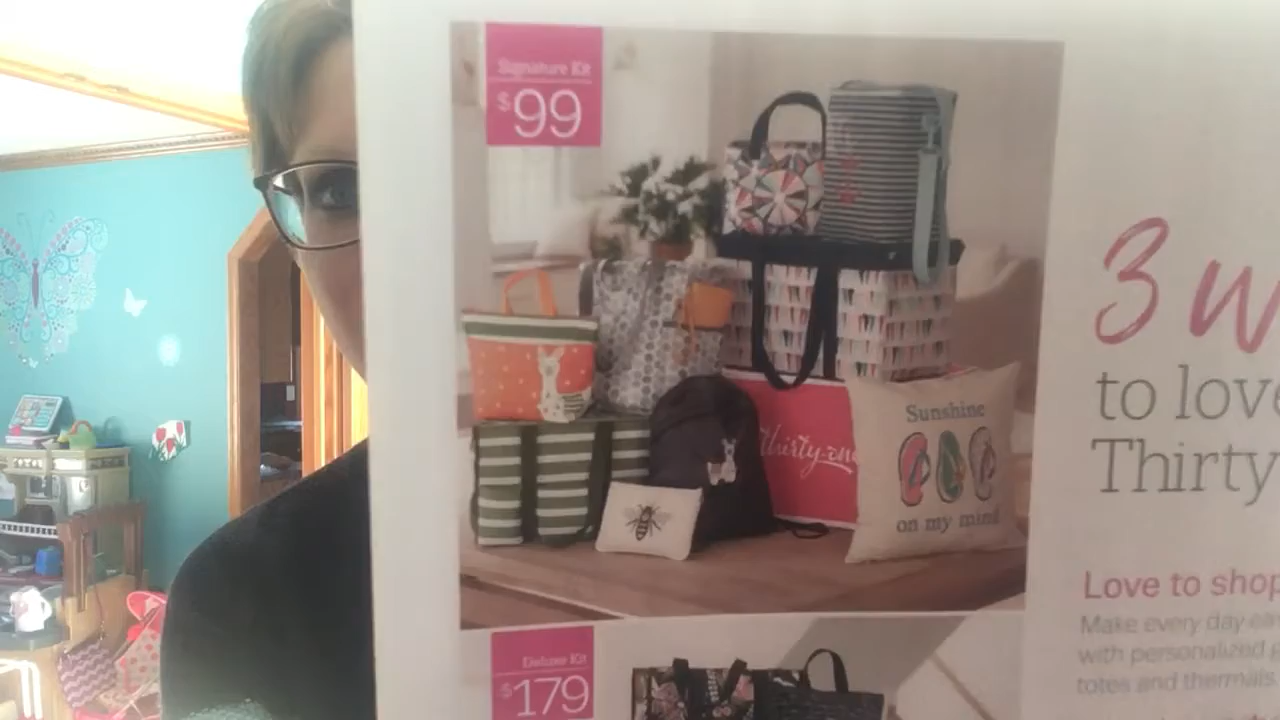 Signature Kit
$99
Sunshine
on my mind
thirty-one
3 w
to love
Thirty
Love to shop
Make every day ea
with personalized p
totes and thermals,
Deluxe Kit
$179